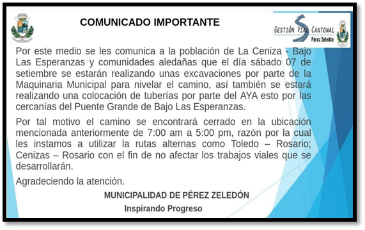 COMUNICADO IMPORTANTE
GESTIÓN VIAL CANTONAL
Pérez Zeledón
Por este medio se les comunica a la población de La Ceniza - Bajo
Las Esperanzas y comunidades aledañas que el día sábado 07 de
setiembre se estarán realizando unas excavaciones por parte de la
Maquinaria Municipal para nivelar el camino, así también se estará
realizando una colocación de tuberías por parte del AYA esto por las
cercanías del Puente Grande de Bajo Las Esperanzas.
Por tal motivo el camino se encontrará cerrado en la ubicación
mencionada anteriormente de 7:00 am a 5:00 pm, razón por la cual
les instamos a utilizar la rutas alternas como Toledo – Rosario;
Cenizas – Rosario con el fin de no afectar los trabajos viales que se
desarrollarán.
Agradeciendo la atención.
MUNICIPALIDAD DE PÉREZ ZELEDÓN
Inspirando Progreso